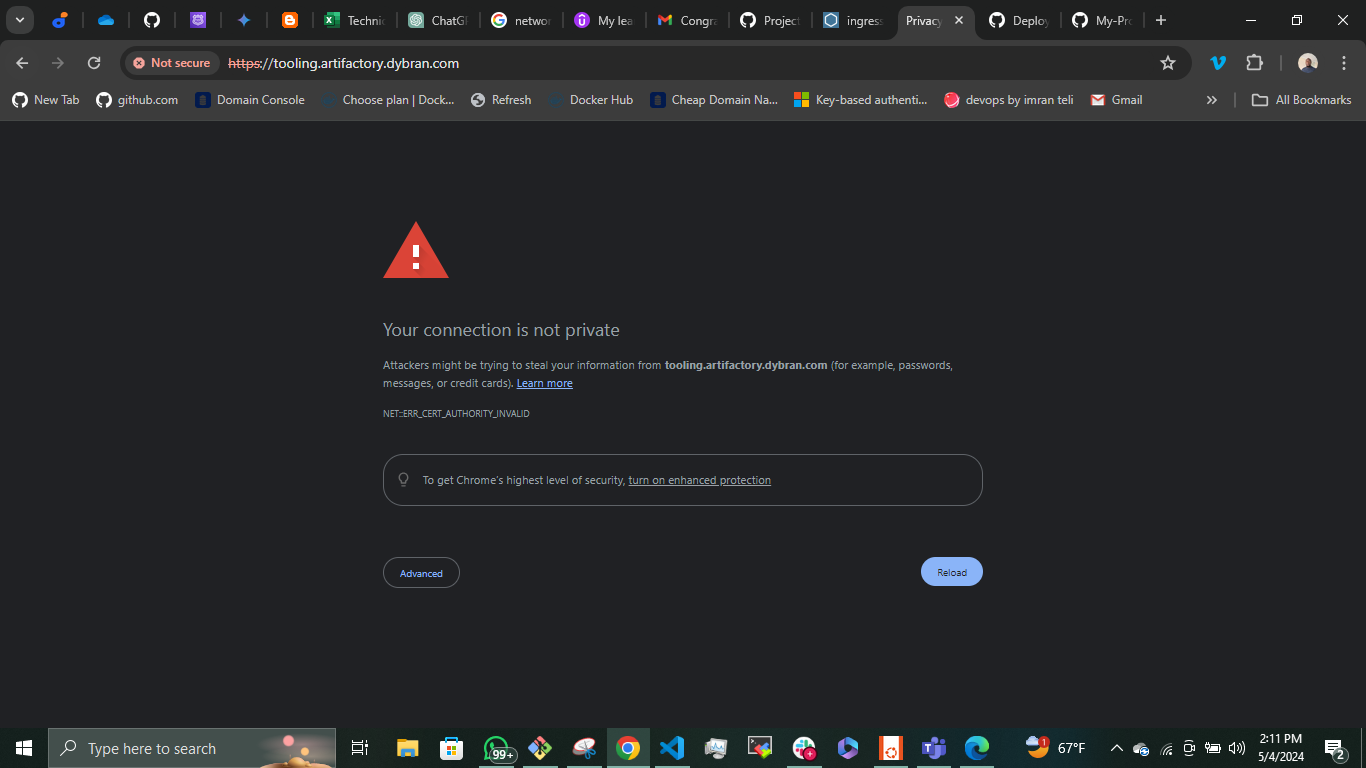 Technic
ChatGP
networ
My lea
Congra
Project
ingress
Privacy
Deploy
My-Pro
Not secure
https://tooling.artifactory.dybran.com
New Tab
github.com
Domain Console
Choose plan | Dock...
Refresh
Docker Hub
Cheap Domain Na...
Key-based authenti...
devops by imran teli
Gmail
All Bookmarks
Your connection is not private
Attackers might be trying to steal your information from tooling.artifactory.dybran.com (for example, passwords,
messages, or credit cards). Learn more
NET::ERR_CERT_AUTHORITY_INVALID
To get Chrome's highest level of security, turn on enhanced protection
Advanced
Reload
Type here to search
99+
1
67°F
2:11 PM
5/4/2024
2